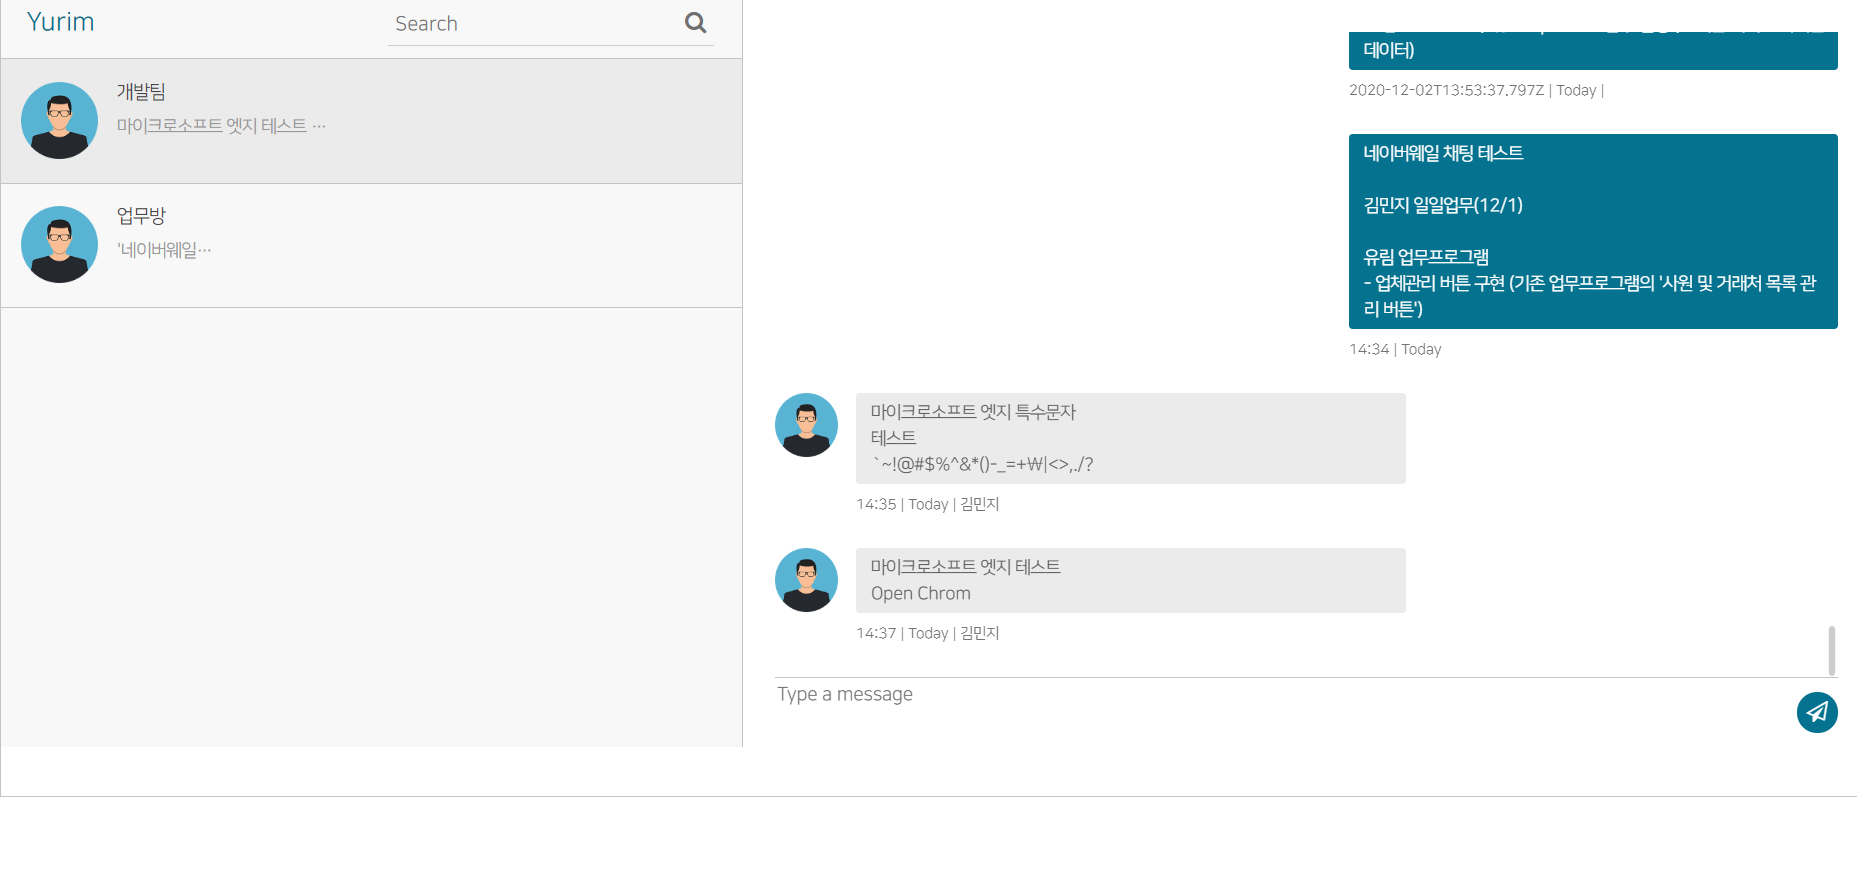 Yurim
Search
개발팀
마이크로소프트 엣지 테스트 ···
업무방
'네이버웨일···
데이터)
2020-12-02T13:53:37.797Z | Today |
네이버웨일 채팅 테스트
김민지 일일업무(12/1)
유림 업무프로그램
- 업체관리 버튼 구현 (기존 업무프로그램의 '사원 및 거래처 목록 관
리 버튼')
14:34 | Today
마이크로소프트 엣지 특수문자
테스트
`~!@#$%^&*()-_=+₩|<>,./?
14:35 | Today | 김민지
마이크로소프트 엣지 테스트
Open Chrom
14:37 | Today | 김민지
Type a message